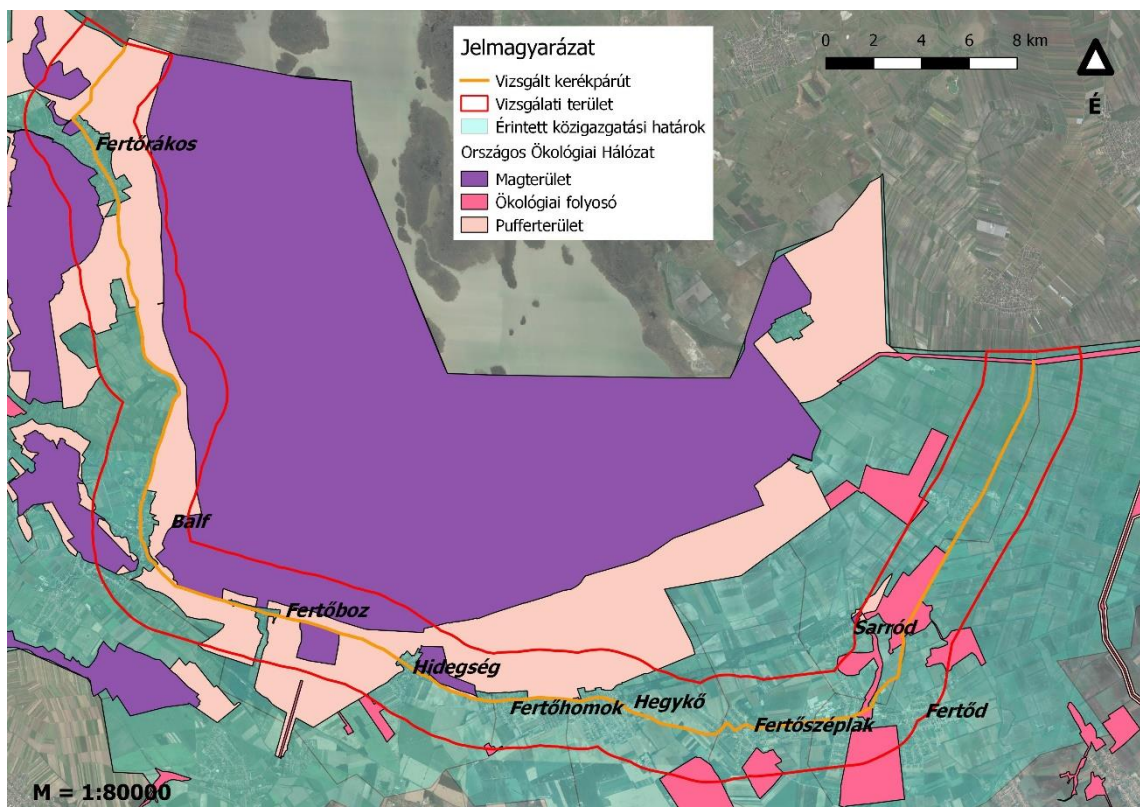 Jelmagyarázat
Vizsgált kerékpárút
Vizsgálati terület
Érintett közigazgatási határok
Országos Ökológiai Hálózat
Magterület
Ökológiai folyosó
Pufferterület
0 2 4 6 8 km
É
Fertőrákos
Balf
Fertőboz
Hidegség
Fertőhomok
Hegykő
Fertőszéplak
Sarród
Fertőd
M = 1:80000